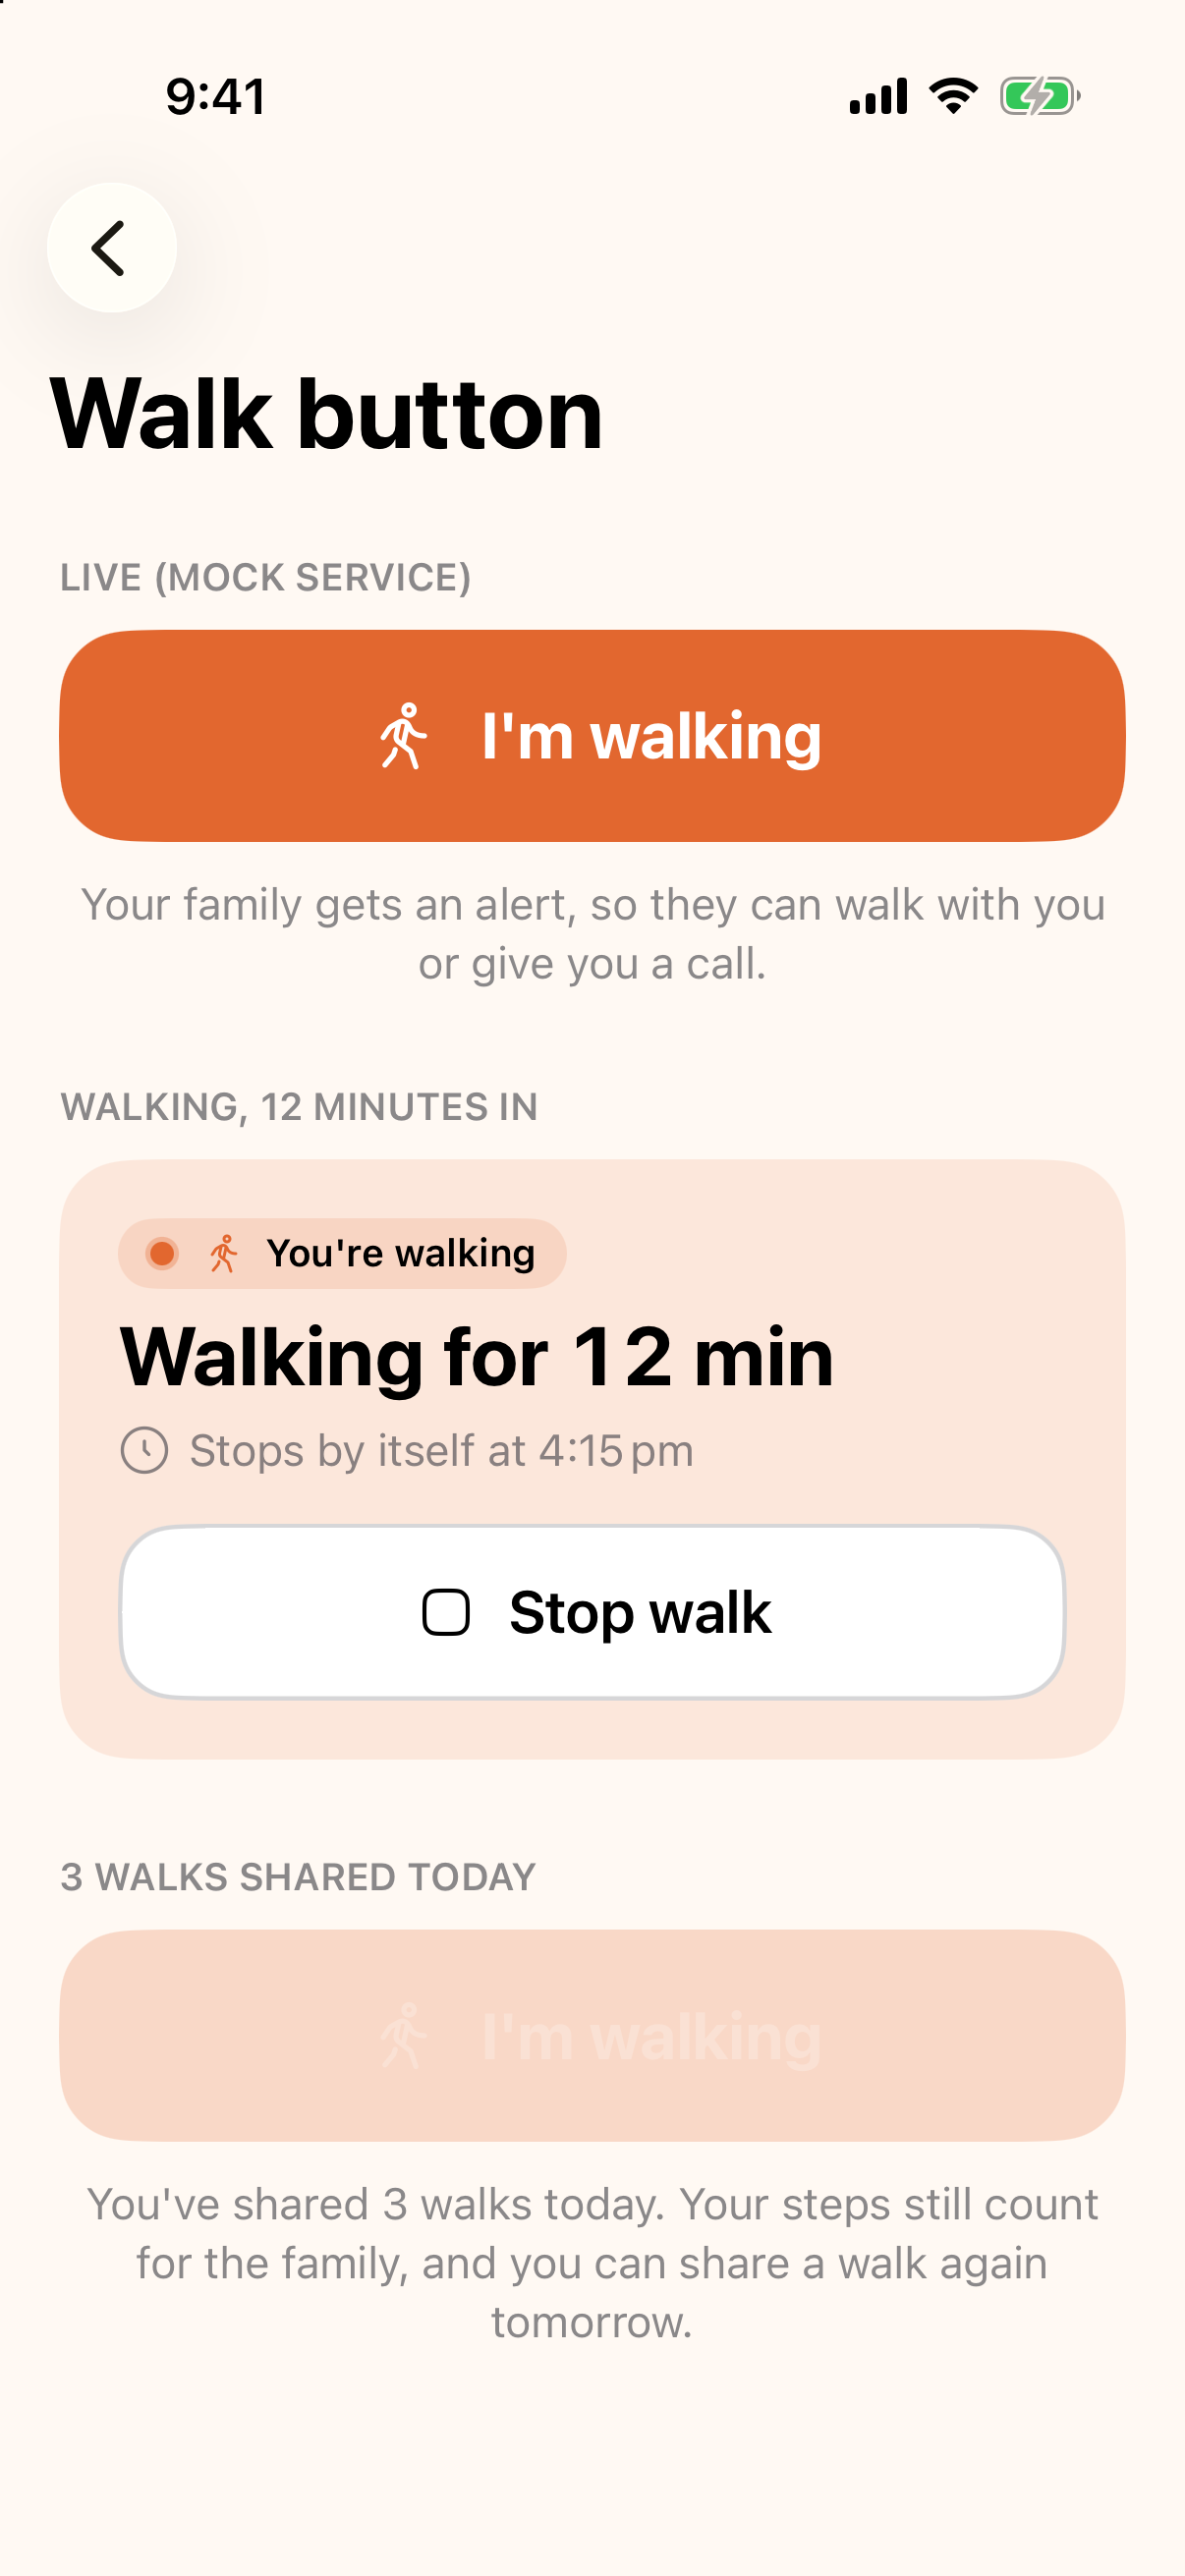 9:41
Walk button
LIVE (MOCK SERVICE)
I'm walking
Your family gets an alert, so they can walk with you
or give you a call.
WALKING, 12 MINUTES IN
You're walking
Walking for 12 min
Stops by itself at 4:15 pm
Stop walk
3 WALKS SHARED TODAY
I'm walking
You've shared 3 walks today. Your steps still count
for the family, and you can share a walk again
tomorrow.